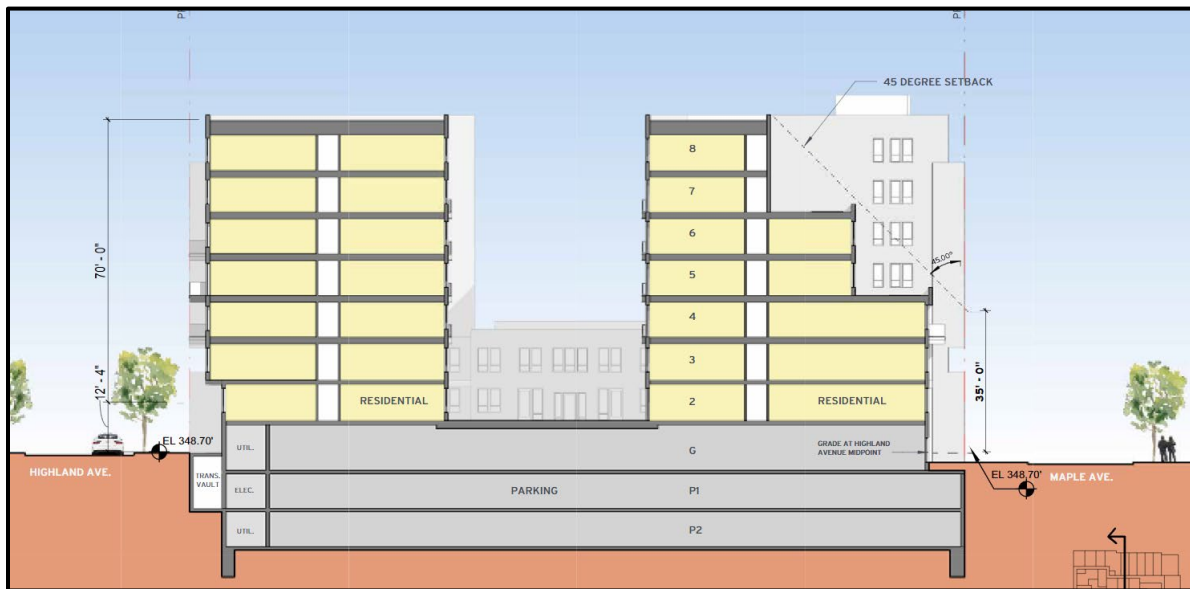 45 DEGREE SETBACK
8
7
6
5
4
3
2
45.00°
70' - 0"
12' - 4"
35' - 0"
RESIDENTIAL
RESIDENTIAL
EL 348.70'
HIGHLAND AVE.
UTIL.
G
GRADE AT HIGHLAND
AVENUE MIDPOINT
EL 348.70'
MAPLE AVE.
TRANS.
VAULT
ELEC.
PARKING
P1
UTIL.
P2